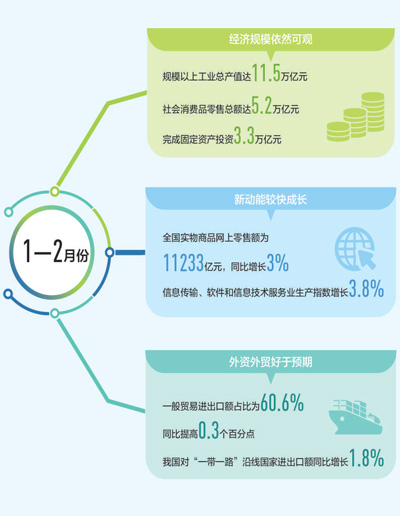 经济规模依然可观
规模以上工业总产值达11.5万亿元
社会消费品零售总额达5.2万亿元
完成固定资产投资3.3万亿元
1—2月份
新动能较快成长
全国实物商品网上零售额为
11233亿元，同比增长3%
信息传输、软件和信息技术服务业生产指数增长3.8%
外资外贸好于预期
一般贸易进出口额占比为60.6%
同比提高0.3个百分点
我国对“一带一路”沿线国家进出口额同比增长1.8%